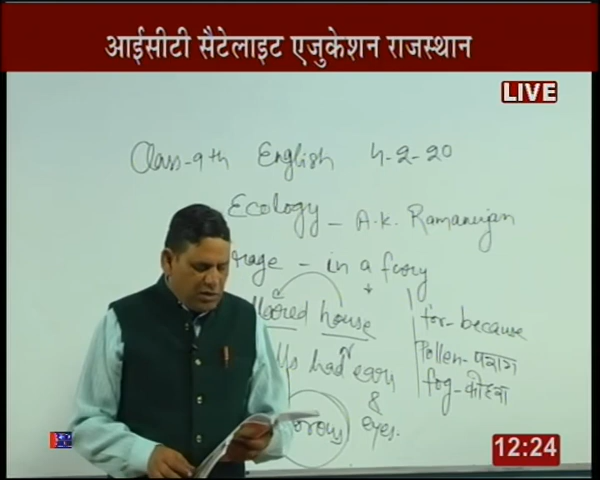 आईसीटी सैटेलाइट एजुकेशन राजस्थान
LIVE
Class-9th English 4-2-20
Ecology - A.K. Ramanujan
rage - in a fury
house
for-because
had ears
Pollen-पराग
&
fog-कोहरा
eyes.
12:24